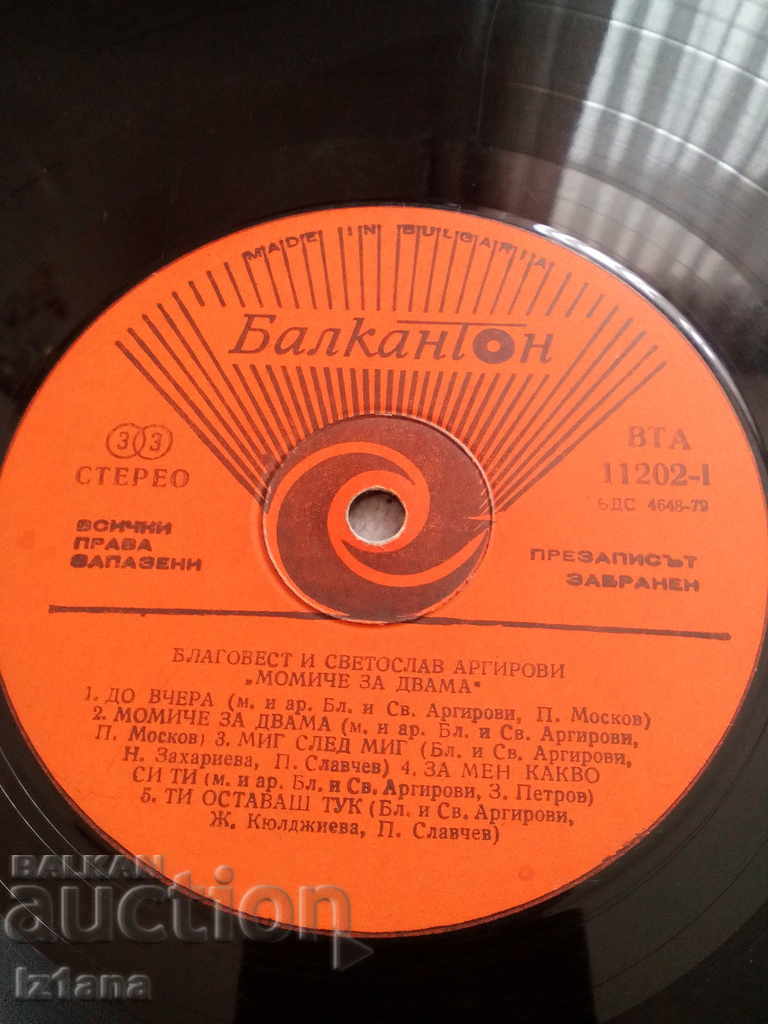 MADE IN BULGARIA
Балкантон
33
СТЕРЕО
ВТА
11202-I
БДС 4648-79
ВСИЧКИ
ПРАВА
ЗАПАЗЕНИ
ПРЕЗАПИСЪТ
ЗАБРАНЕН
БЛАГОВЕСТ И СВЕТОСЛАВ АРГИРОВИ
„МОМИЧЕ ЗА ДВАМА"
1. ДО ВЧЕРА (м. и ар. Бл. и Св. Аргирови, П. Москов)
2. МОМИЧЕ ЗА ДВАМА (м. и ар. Бл. и Св. Аргирови,
П. Москов) 3. МИГ СЛЕД МИГ (Бл. и Св. Аргирови,
Н. Захариева, П. Славчев) 4. ЗА МЕН КАКВО
СИ ТИ (м. и ар. Бл. и Св. Аргирови, З. Петров)
5. ТИ ОСТАВАШ ТУК (Бл. и Св. Аргирови,
Ж. Кюлджиева, П. Славчев)
BALKAN
auction
Iz1ana